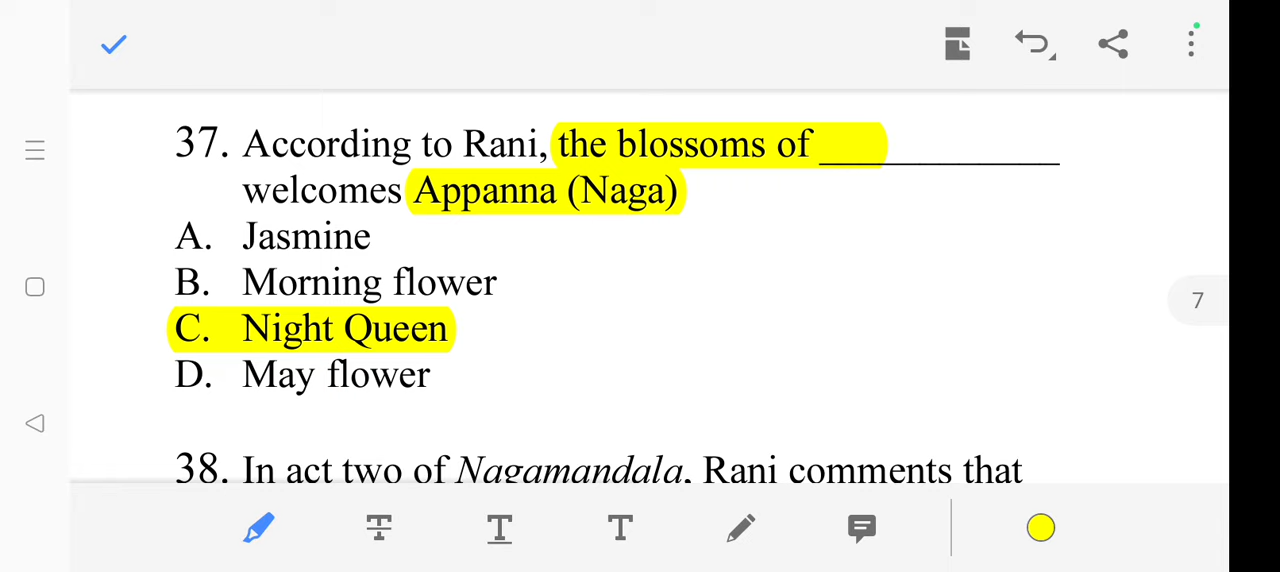 37. According to Rani, the blossoms of ____________
welcomes Appanna (Naga)
A. Jasmine
B. Morning flower
C. Night Queen
D. May flower
7
38. In act two of Nagamandala, Rani comments that